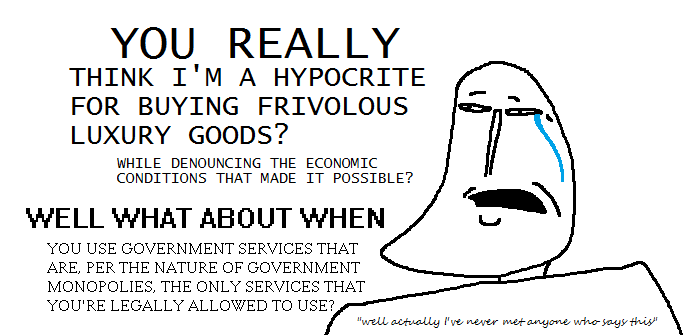 YOU REALLY
THINK I'M A HYPOCRITE
FOR BUYING FRIVOLOUS
LUXURY GOODS?
WHILE DENOUNCING THE ECONOMIC
CONDITIONS THAT MADE IT POSSIBLE?
WELL WHAT ABOUT WHEN
YOU USE GOVERNMENT SERVICES THAT
ARE, PER THE NATURE OF GOVERNMENT
MONOPOLIES, THE ONLY SERVICES THAT
YOU'RE LEGALLY ALLOWED TO USE?
"well actually I've never met anyone who says this"